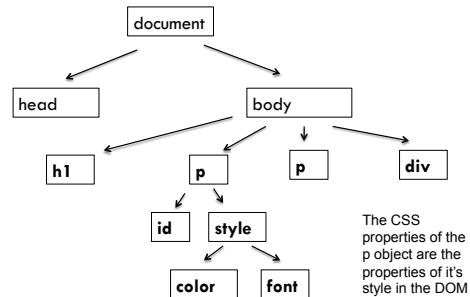 document
head
body
h1
p
p
div
id
style
The CSS
properties of the
p object are the
properties of it's
style in the DOM
color
font